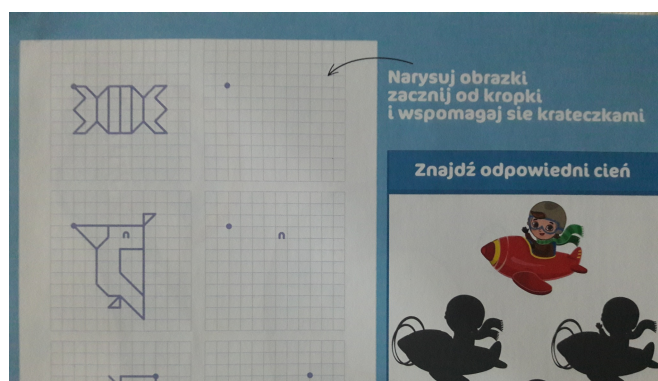 Narysuj obrazki
zacznij od kropki
i wspomagaj sie krateczkami
Znajdź odpowiedni cień